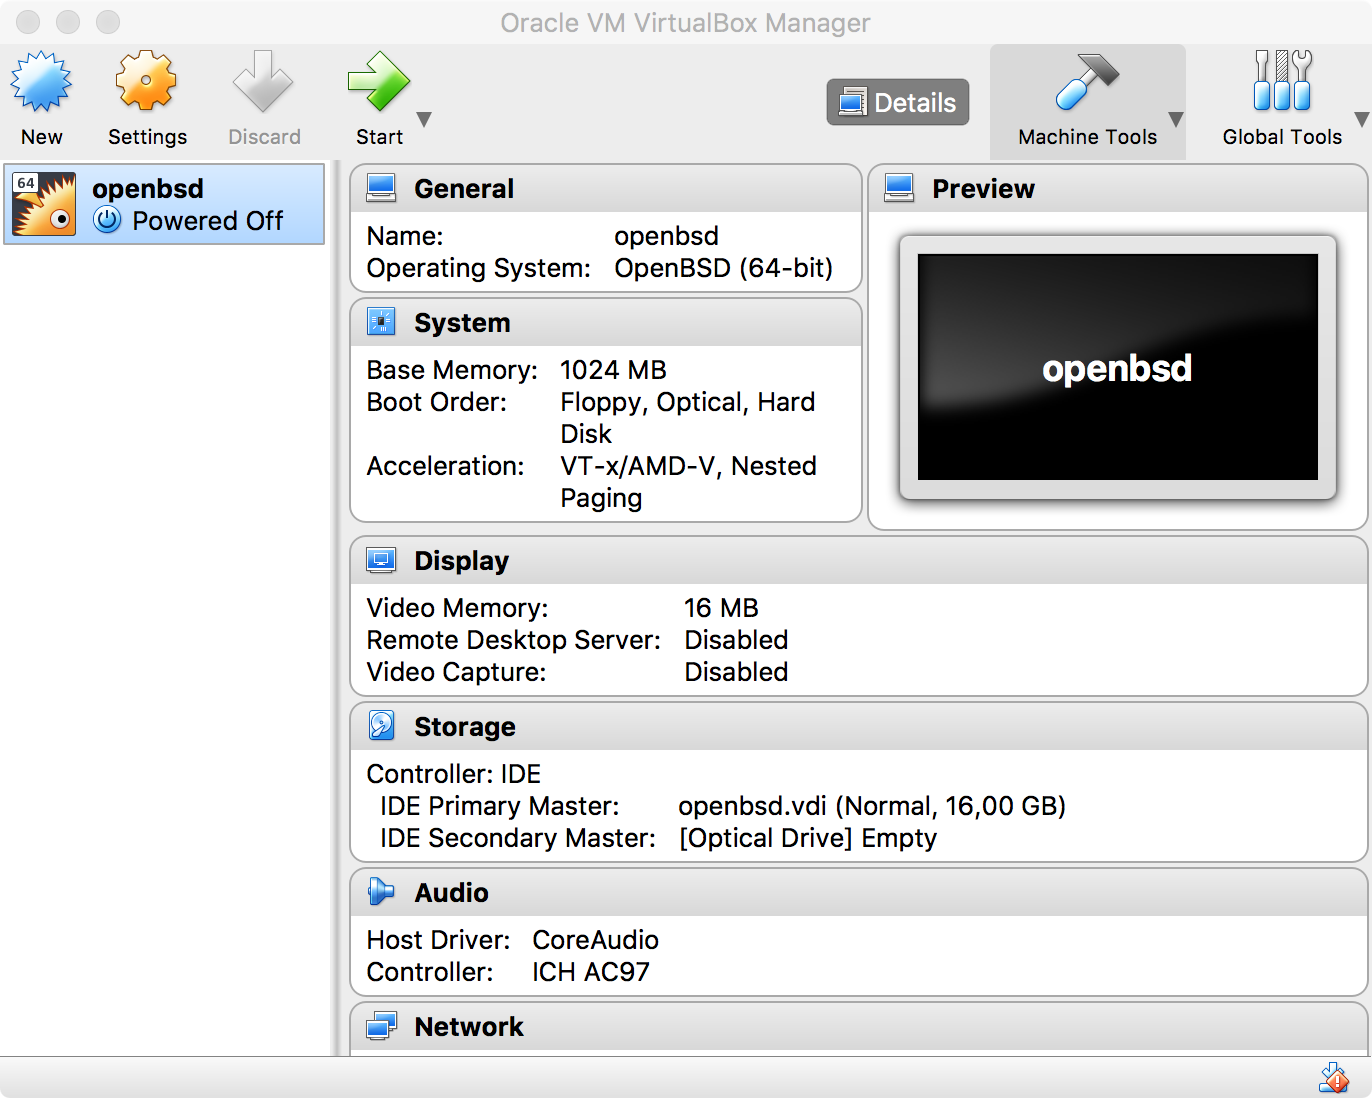 Oracle VM VirtualBox Manager
New
Settings
Discard
Start
Details
Machine Tools
Global Tools
64
openbsd
Powered Off
General
Name: openbsd
Operating System: OpenBSD (64-bit)
System
Base Memory: 1024 MB
Boot Order: Floppy, Optical, Hard
Disk
Acceleration: VT-x/AMD-V, Nested
Paging
Preview
openbsd
Display
Video Memory: 16 MB
Remote Desktop Server: Disabled
Video Capture: Disabled
Storage
Controller: IDE
IDE Primary Master: openbsd.vdi (Normal, 16,00 GB)
IDE Secondary Master: [Optical Drive] Empty
Audio
Host Driver: CoreAudio
Controller: ICH AC97
Network